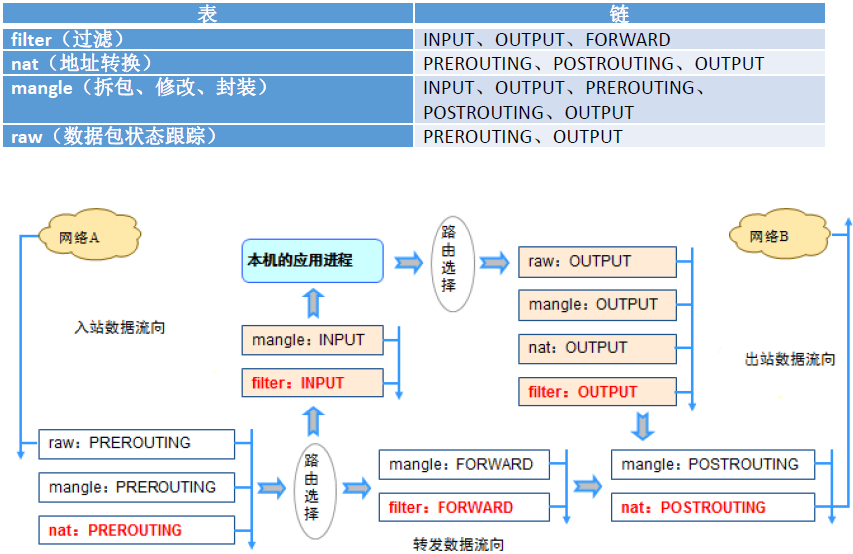 表 链
filter（过滤） INPUT、OUTPUT、FORWARD
nat（地址转换） PREROUTING、POSTROUTING、OUTPUT
mangle（拆包、修改、封装） INPUT、OUTPUT、PREROUTING、
POSTROUTING、OUTPUT
raw（数据包状态跟踪） PREROUTING、OUTPUT
网络A
入站数据流向
本机的应用进程
路由选择
mangle：INPUT
filter：INPUT
raw：OUTPUT
mangle：OUTPUT
nat：OUTPUT
filter：OUTPUT
网络B
出站数据流向
raw：PREROUTING
mangle：PREROUTING
nat：PREROUTING
路由选择
mangle：FORWARD
filter：FORWARD
转发数据流向
mangle：POSTROUTING
nat：POSTROUTING